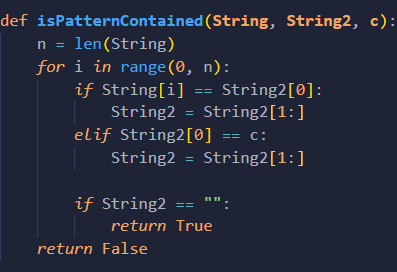 def isPatternContained(String, String2, c):
    n = len(String)
    for i in range(0, n):
        if String[i] == String2[0]:
            String2 = String2[1:]
        elif String2[0] == c:
            String2 = String2[1:]

        if String2 == "":
            return True
    return False